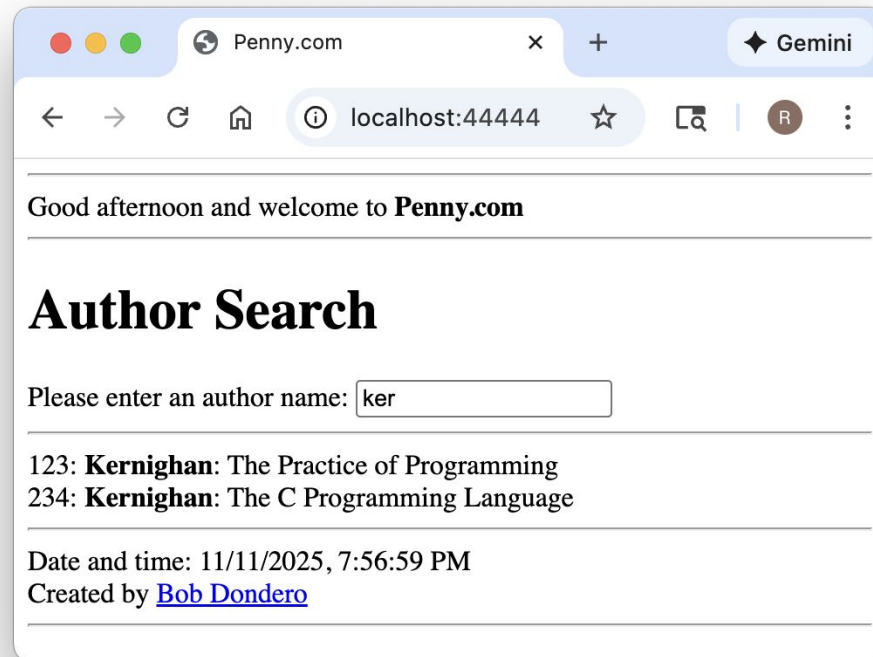 Penny.com
Gemini
localhost:44444
R
Good afternoon and welcome to Penny.com
Author Search
Please enter an author name: ker
123: Kernighan: The Practice of Programming
234: Kernighan: The C Programming Language
Date and time: 11/11/2025, 7:56:59 PM
Created by Bob Dondero